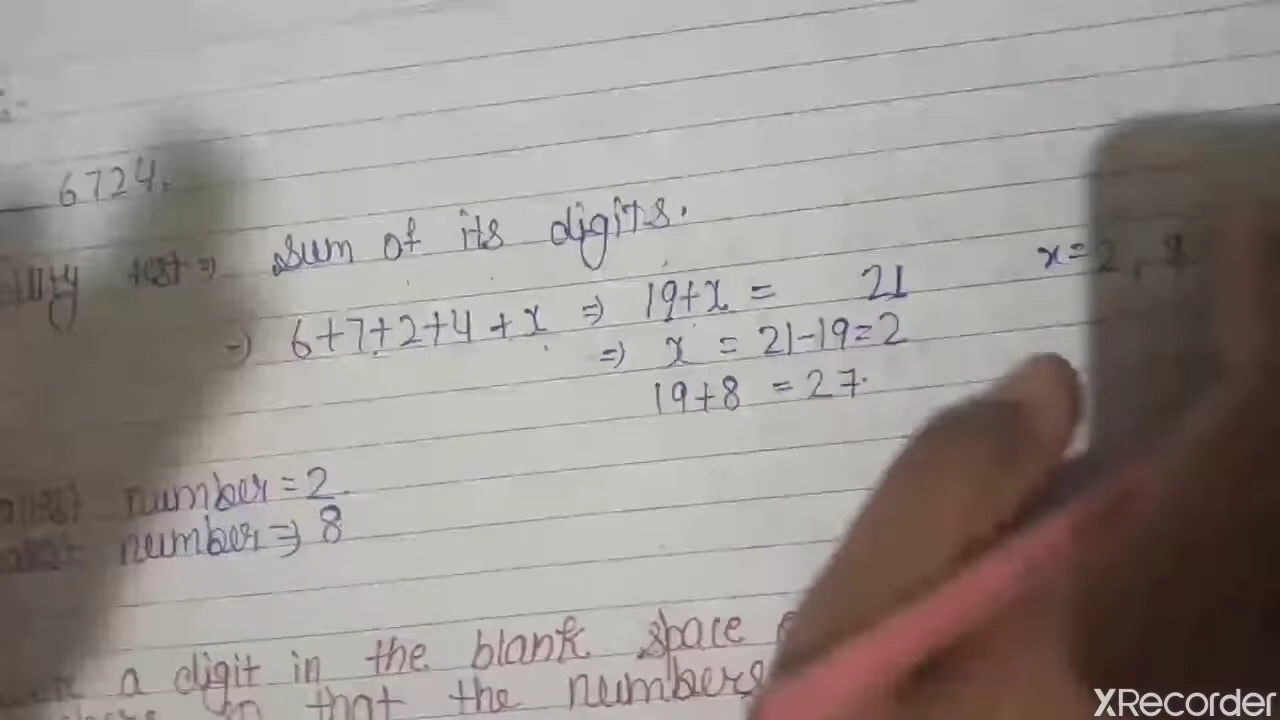 6724.
test ⇒ sum of its digits.
⇒ 6+7+2+4+x ⇒ 19+x = 21 x=2,
⇒ x = 21-19=2
19+8 = 27.
number = 2
number ⇒ 8
a digit in the blank space
that the numbers
XRecorder